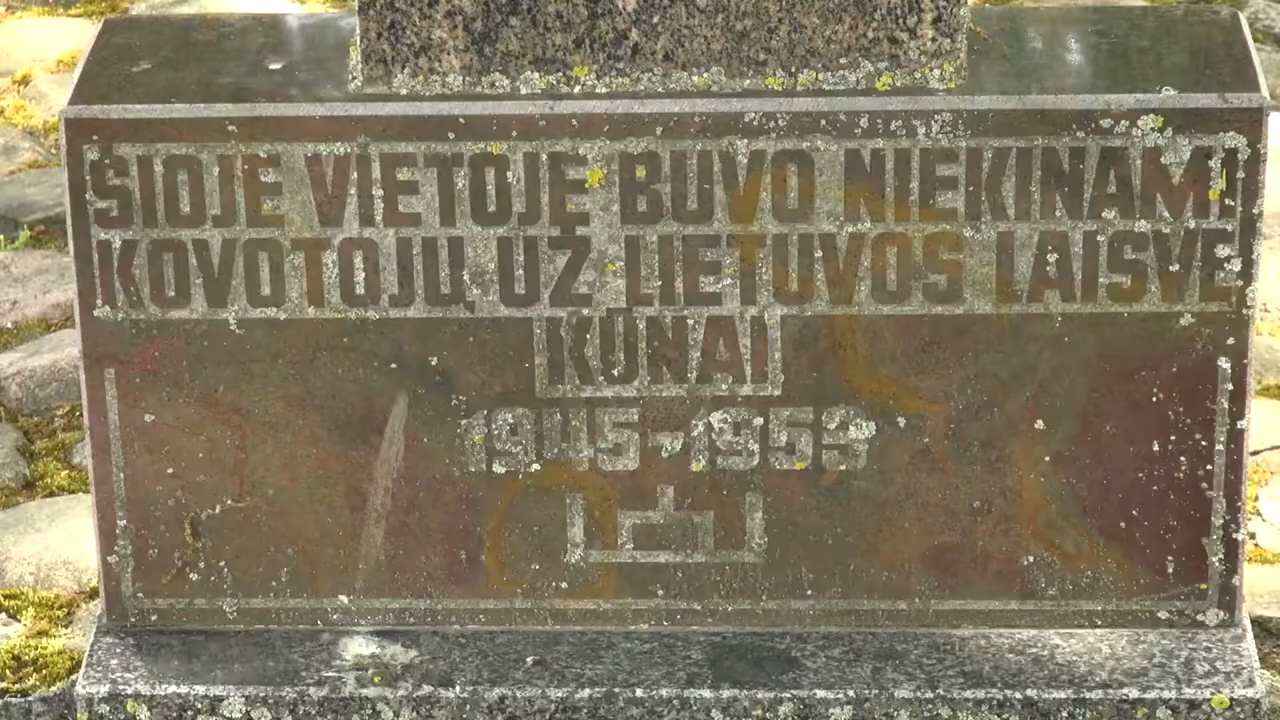 ŠIOJE VIETOJE BUVO NIEKINAMI
KOVOTOJŲ UŽ LIETUVOS LAISVĘ
KŪNAI
1945-1953